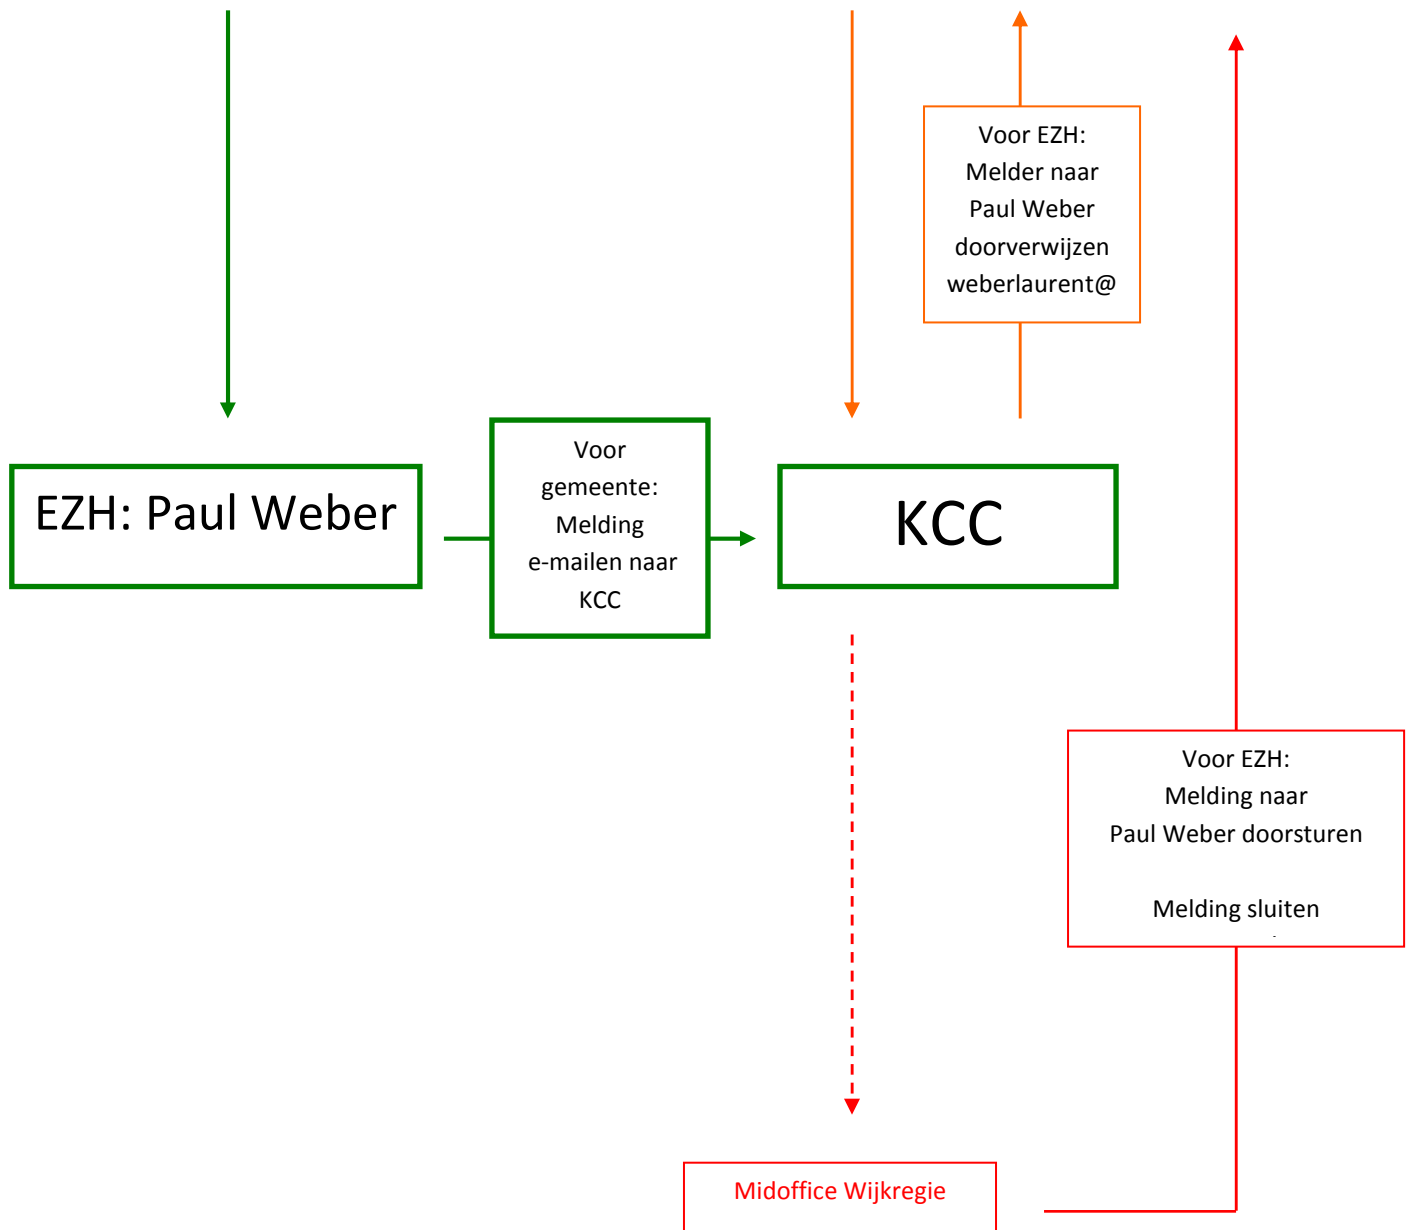 Voor EZH:
Melder naar
Paul Weber
doorverwijzen
weberlaurent@
EZH: Paul Weber
Voor
gemeente:
Melding
e-mailen naar
KCC
KCC
Voor EZH:
Melding naar
Paul Weber doorsturen
Melding sluiten
Midoffice Wijkregie